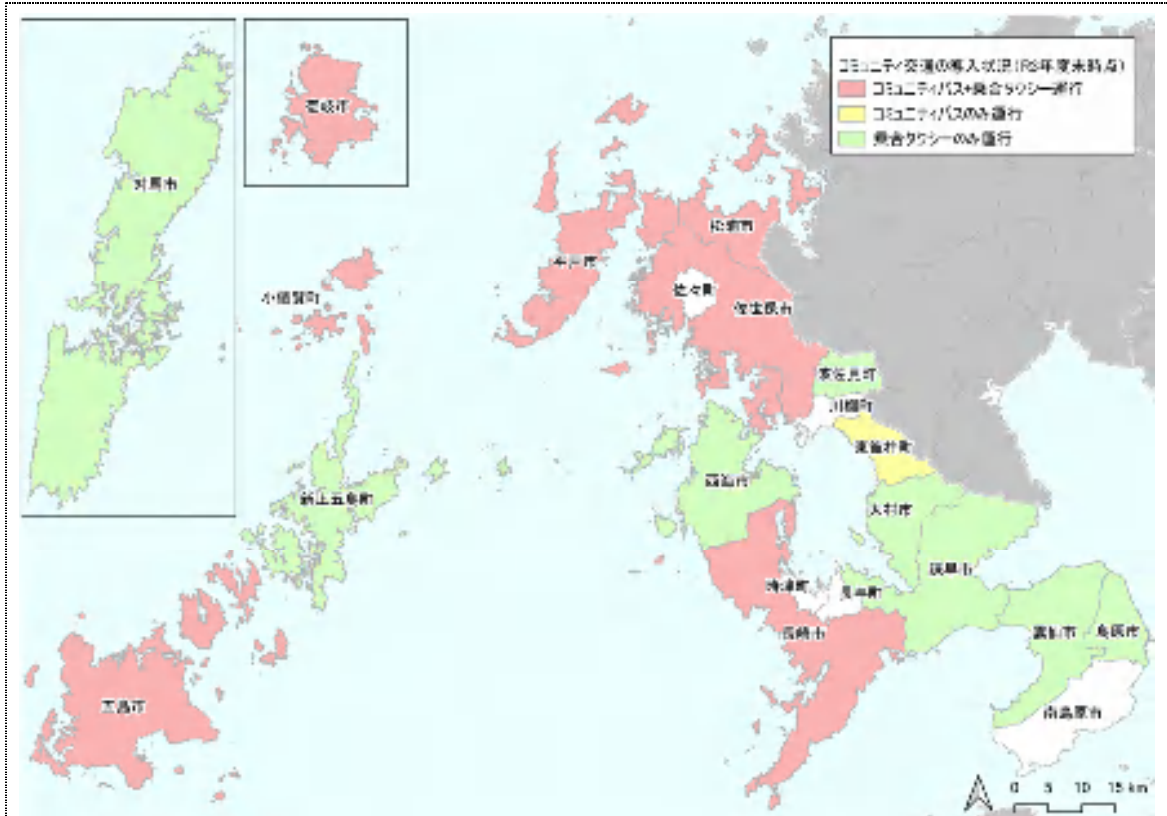 コミュニティ交通の導入状況(R3年度末時点)
コミュニティバス+乗合タクシー運行
コミュニティバスのみ運行
乗合タクシーのみ運行
壱岐市
対馬市
松浦市
平戸市
佐々町
小値賀町
佐世保市
波佐見町
川棚町
東彼杵町
西海市
新上五島町
大村市
諫早市
時津町
長与町
長崎市
雲仙市
島原市
五島市
南島原市
0 5 10 15 km